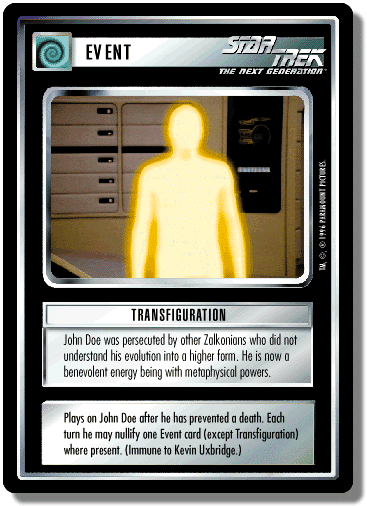 EVENT
STAR TREK
THE NEXT GENERATION
TM, ©, ® 1996 PARAMOUNT PICTURES
TRANSFIGURATION
John Doe was persecuted by other Zalkonians who did not
understand his evolution into a higher form. He is now a
benevolent energy being with metaphysical powers.
Plays on John Doe after he has prevented a death. Each
turn he may nullify one Event card (except Transfiguration)
where present. (Immune to Kevin Uxbridge.)